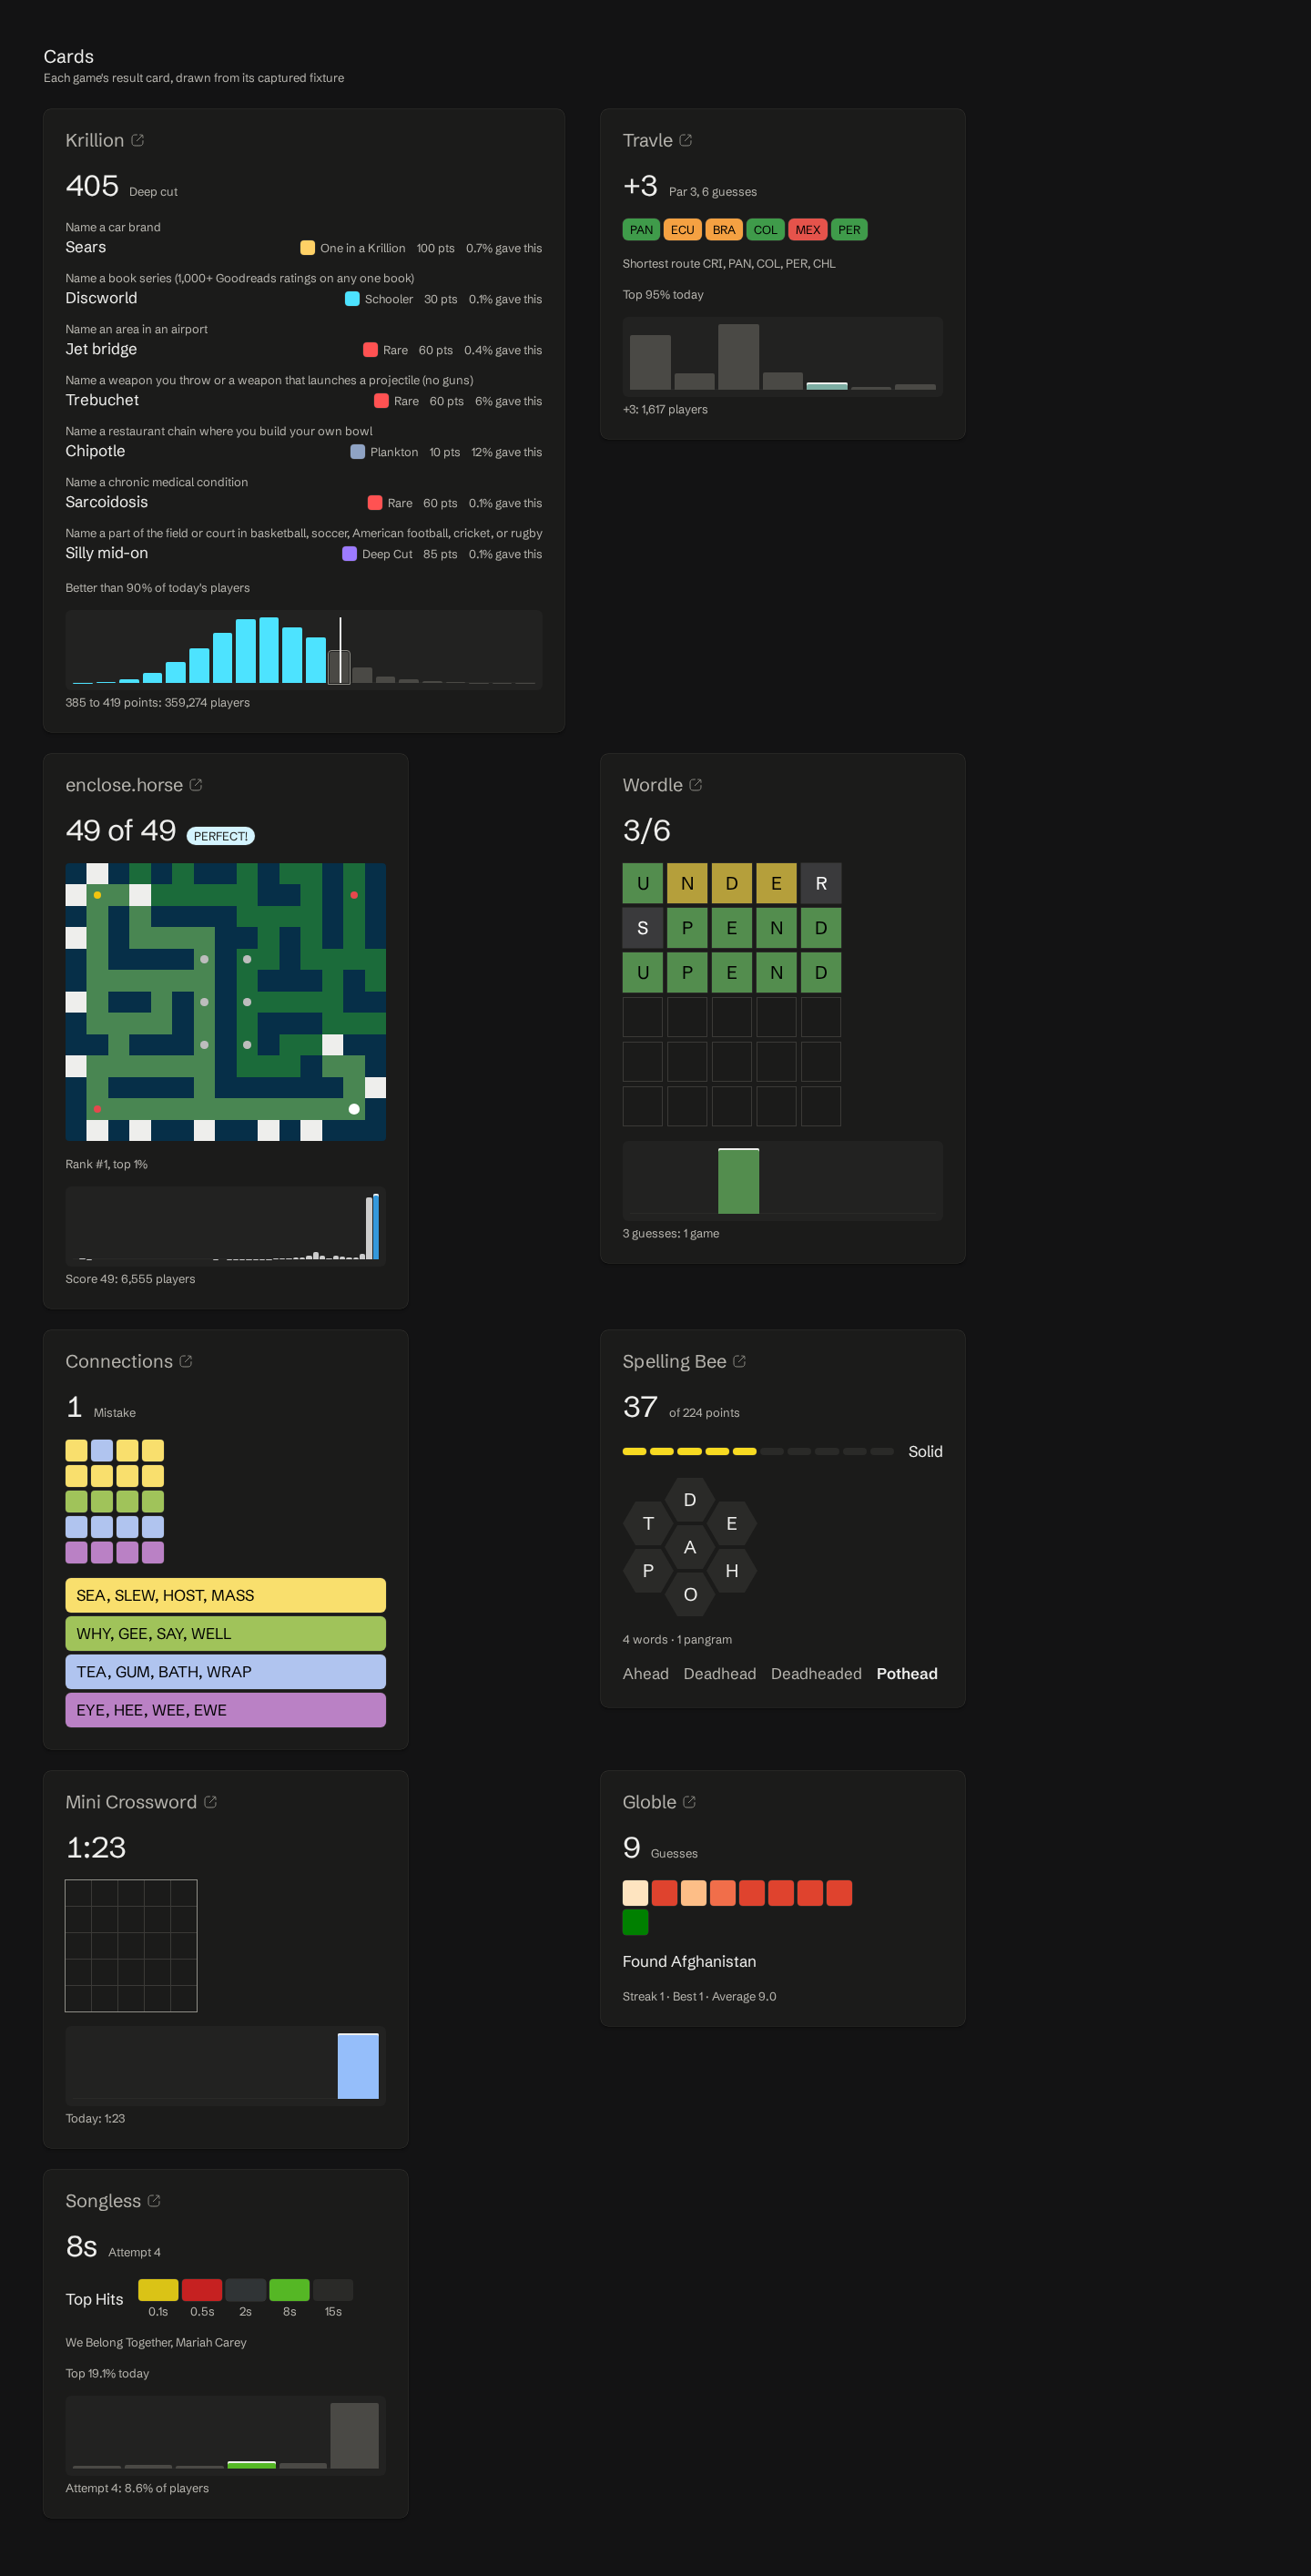 Cards
Each game's result card, drawn from its captured fixture
Krillion
405 Deep cut
Name a car brand
Sears One in a Krillion 100 pts 0.7% gave this
Name a book series (1,000+ Goodreads ratings on any one book)
Discworld Schooler 30 pts 0.1% gave this
Name an area in an airport
Jet bridge Rare 60 pts 0.4% gave this
Name a weapon you throw or a weapon that launches a projectile (no guns)
Trebuchet Rare 60 pts 6% gave this
Name a restaurant chain where you build your own bowl
Chipotle Plankton 10 pts 12% gave this
Name a chronic medical condition
Sarcoidosis Rare 60 pts 0.1% gave this
Name a part of the field or court in basketball, soccer, American football, cricket, or rugby
Silly mid-on Deep Cut 85 pts 0.1% gave this
Better than 90% of today's players
385 to 419 points: 359,274 players
Travle
+3 Par 3, 6 guesses
PAN ECU BRA COL MEX PER
Shortest route CRI, PAN, COL, PER, CHL
Top 95% today
+3: 1,617 players
enclose.horse
49 of 49 PERFECT!
Rank #1, top 1%
Score 49: 6,555 players
Wordle
3/6
U N D E R
S P E N D
U P E N D
3 guesses: 1 game
Connections
1 Mistake
SEA, SLEW, HOST, MASS
WHY, GEE, SAY, WELL
TEA, GUM, BATH, WRAP
EYE, HEE, WEE, EWE
Spelling Bee
37 of 224 points
Solid
D
T E
A
P H
O
4 words · 1 pangram
Ahead Deadhead Deadheaded Pothead
Mini Crossword
1:23
Today: 1:23
Globle
9 Guesses
Found Afghanistan
Streak 1 · Best 1 · Average 9.0
Songless
8s Attempt 4
Top Hits
0.1s 0.5s 2s 8s 15s
We Belong Together, Mariah Carey
Top 19.1% today
Attempt 4: 8.6% of players